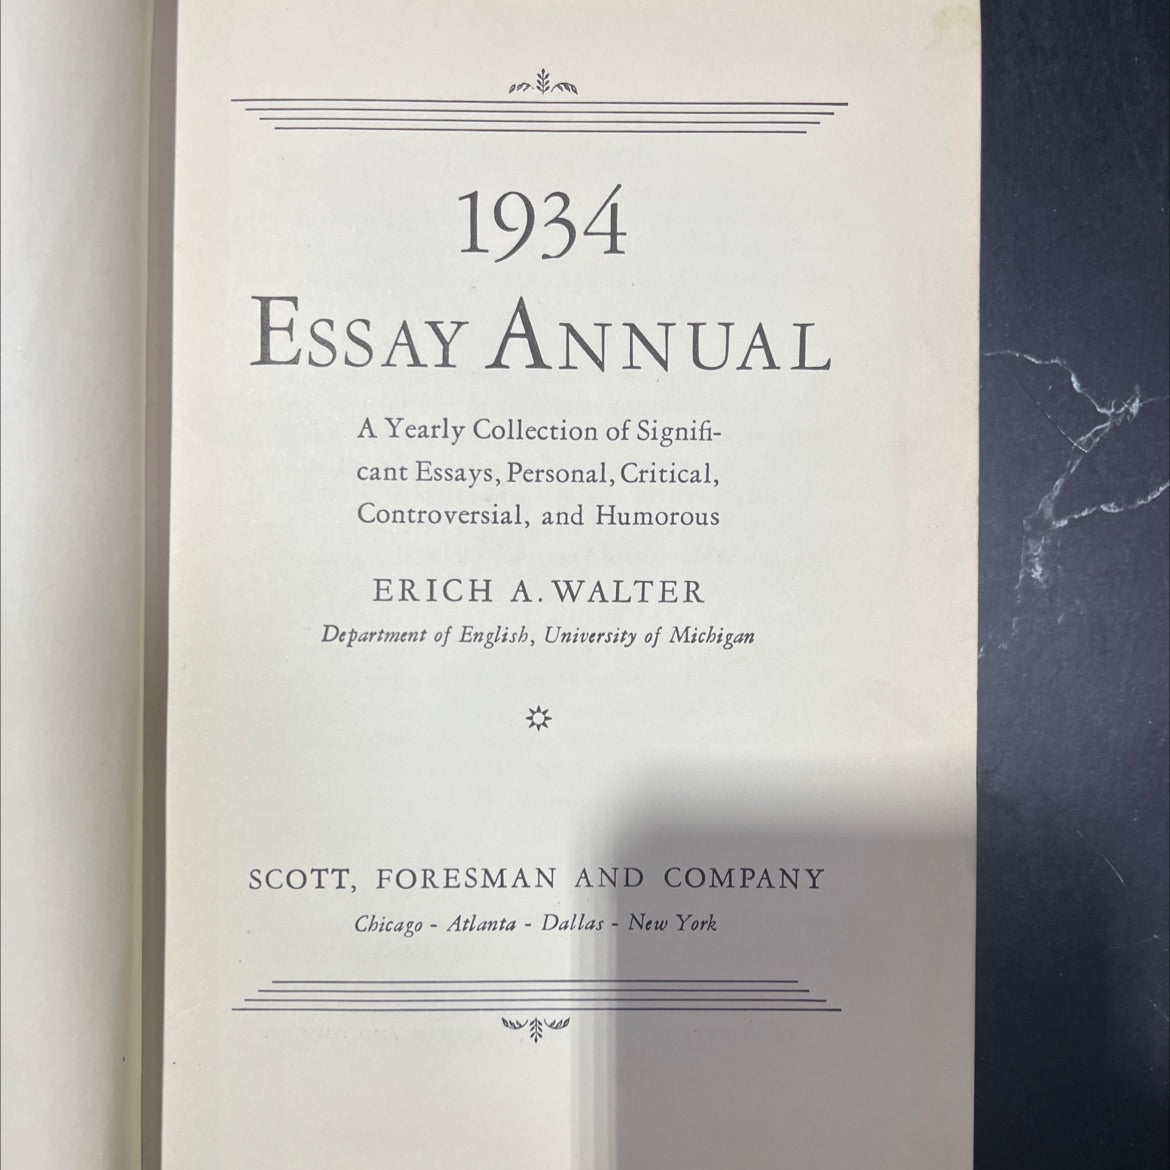 1934
ESSAY ANNUAL
A Yearly Collection of Signifi-
cant Essays, Personal, Critical,
Controversial, and Humorous
ERICH A. WALTER
Department of English, University of Michigan
SCOTT, FORESMAN AND COMPANY
Chicago - Atlanta - Dallas - New York